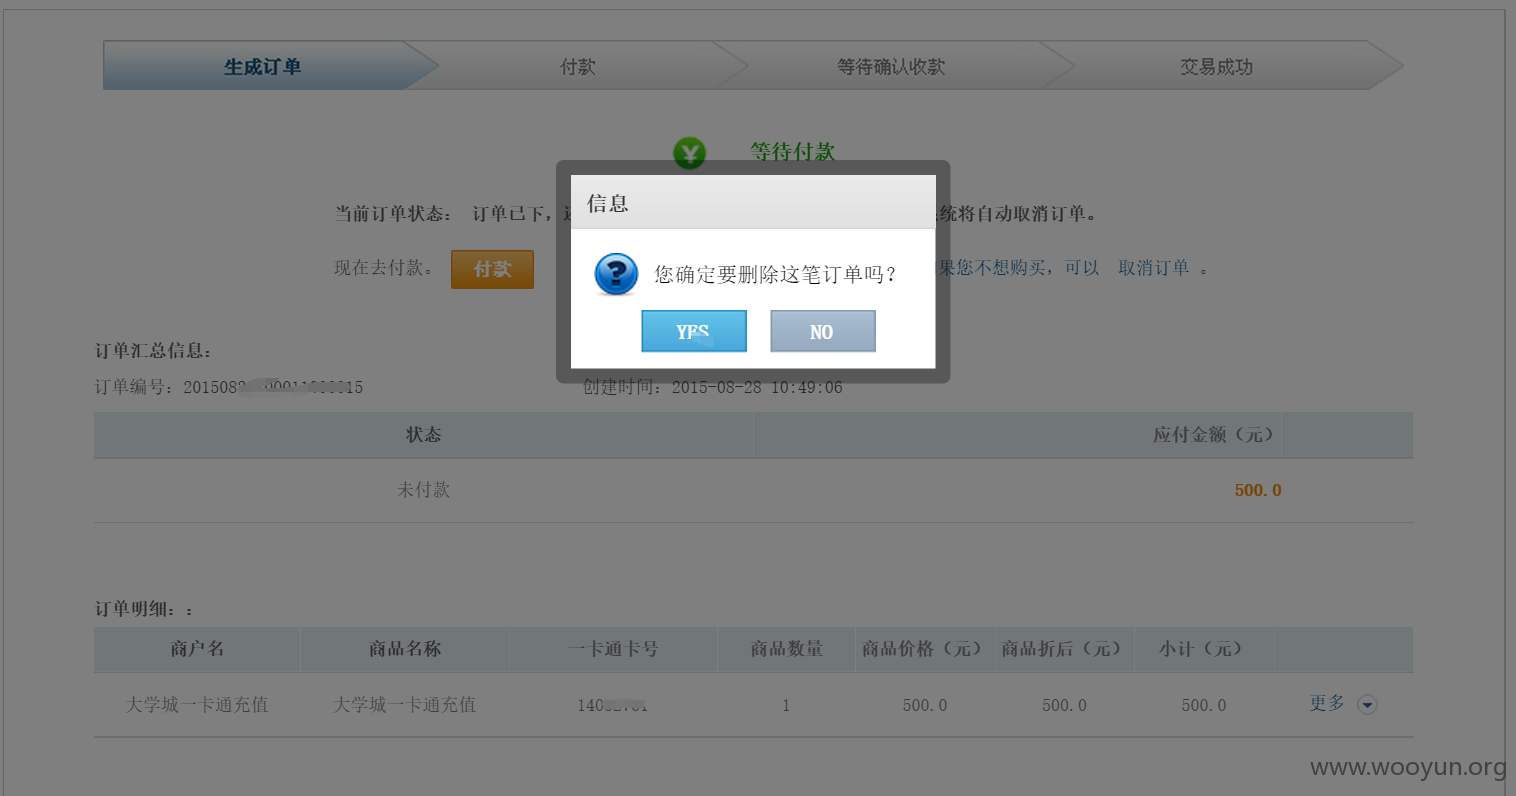 生成订单 付款 等待确认收款 交易成功
等待付款
信息
当前订单状态： 订单已下， 系统将自动取消订单。
现在去付款。 付款 果您不想购买，可以 取消订单 。
您确定要删除这笔订单吗？
YES NO
订单汇总信息：
订单编号： 创建时间：2015-08-28 10:49:06
状态 应付金额（元）
未付款 500.0
订单明细：：
商户名 商品名称 一卡通卡号 商品数量 商品价格（元） 商品折后（元） 小计（元）
大学城一卡通充值 大学城一卡通充值 1 500.0 500.0 500.0 更多
www.wooyun.org